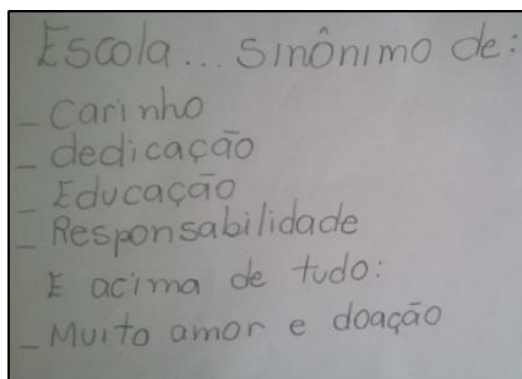 Escola... Sinônimo de:
_ Carinho
_ dedicação
_ Educação
_ Responsabilidade
E acima de tudo:
_ Muito amor e doação